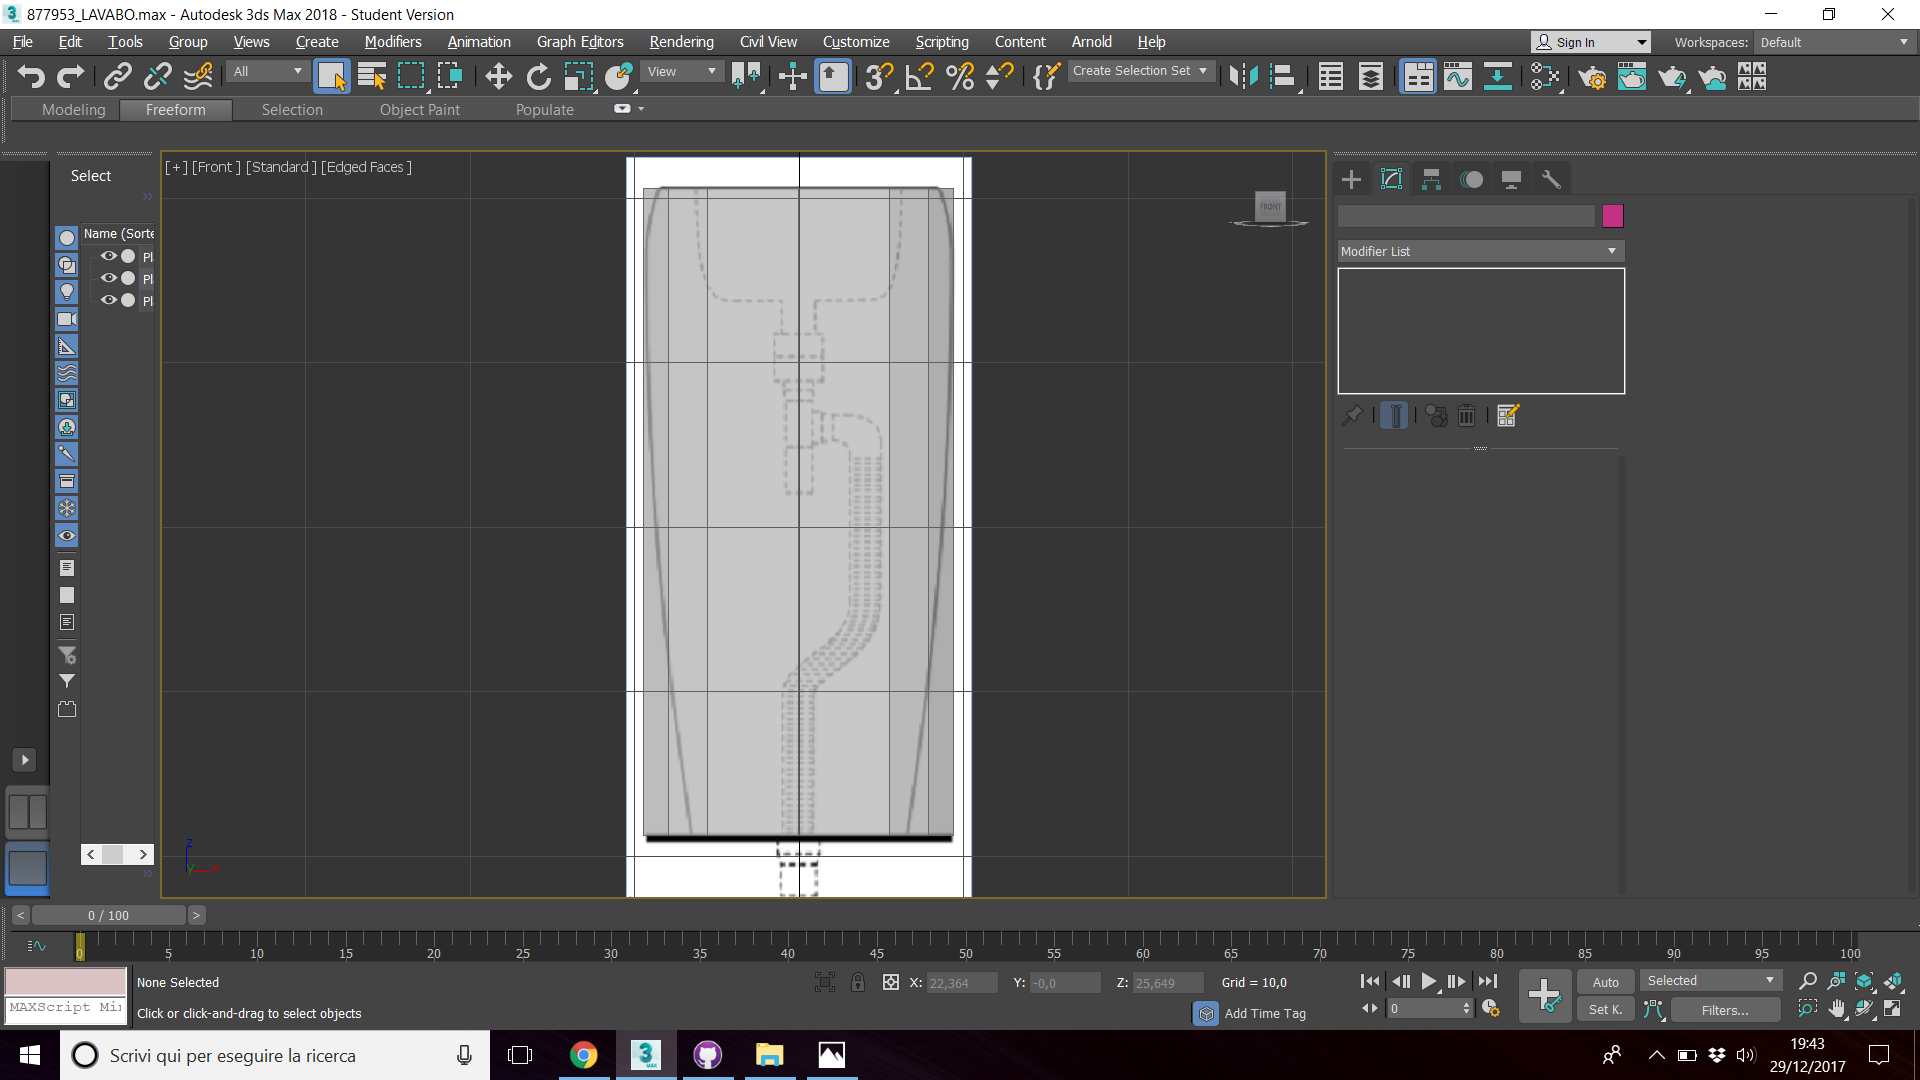 877953_LAVABO.max - Autodesk 3ds Max 2018 - Student Version
File Edit Tools Group Views Create Modifiers Animation Graph Editors Rendering Civil View Customize Scripting Content Arnold Help
Sign In
Workspaces: Default
All
View
Create Selection Set
Modeling Freeform Selection Object Paint Populate
Select
[+] [Front ] [Standard ] [Edged Faces ]
FRONT
Name (Sorte
Pl
Pl
Pl
Modifier List
z
x
y
< 0 / 100 >
0 5 10 15 20 25 30 35 40 45 50 55 60 65 70 75 80 85 90 95 100
None Selected
X: 22,364 Y: -0,0 Z: 25,649 Grid = 10,0
Auto Selected
MAXScript Mi
Click or click-and-drag to select objects
Add Time Tag
0
Set K. Filters...
Scrivi qui per eseguire la ricerca
3
MAX
19:43
29/12/2017